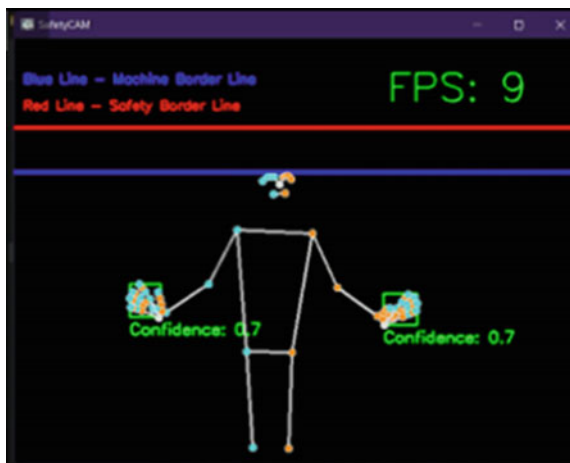 SafetyCAM
Blue Line - Machine Border Line
FPS: 9
Red Line - Safety Border Line
Confidence: 0.7
Confidence: 0.7